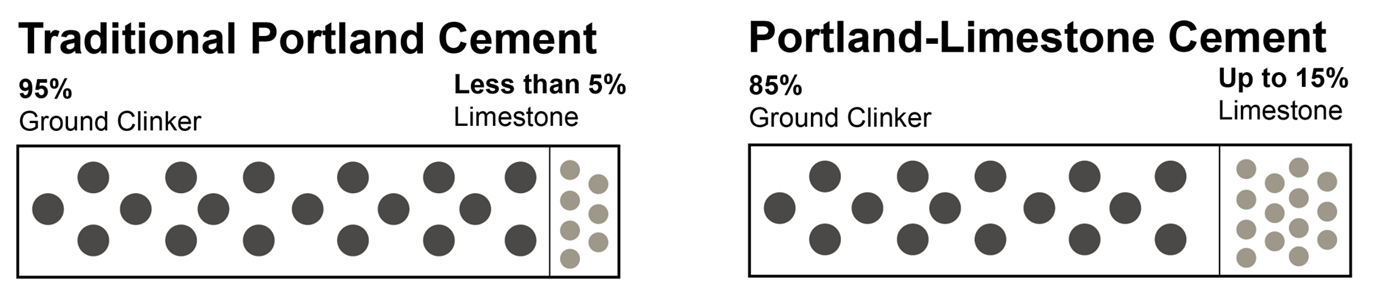 Traditional Portland Cement
95%
Ground Clinker
Less than 5%
Limestone
Portland-Limestone Cement
85%
Ground Clinker
Up to 15%
Limestone